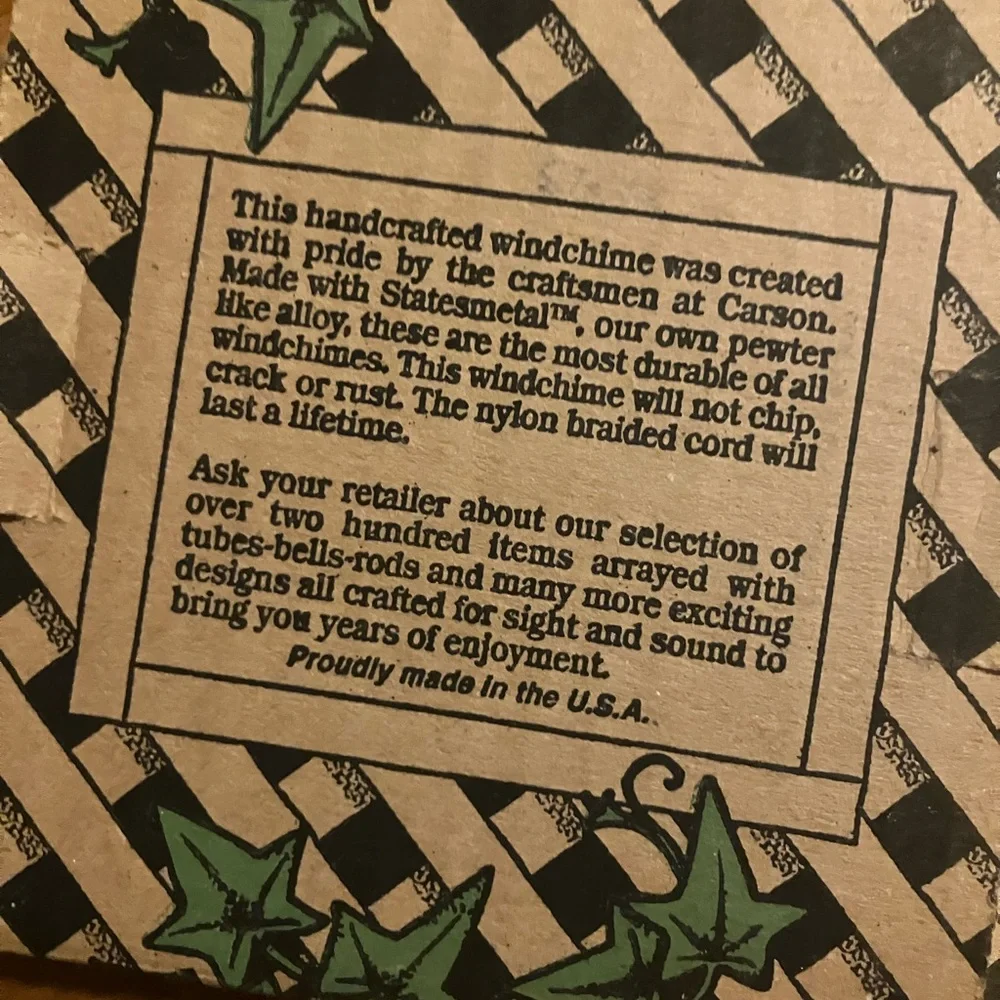 This handcrafted windchime was created
with pride by the craftsmen at Carson.
Made with Statesmetal™, our own pewter
like alloy, these are the most durable of all
windchimes. This windchime will not chip,
crack or rust. The nylon braided cord will
last a lifetime.
Ask your retailer about our selection of
over two hundred items arrayed with
tubes-bells-rods and many more exciting
designs all crafted for sight and sound to
bring you years of enjoyment.
Proudly made in the U.S.A.